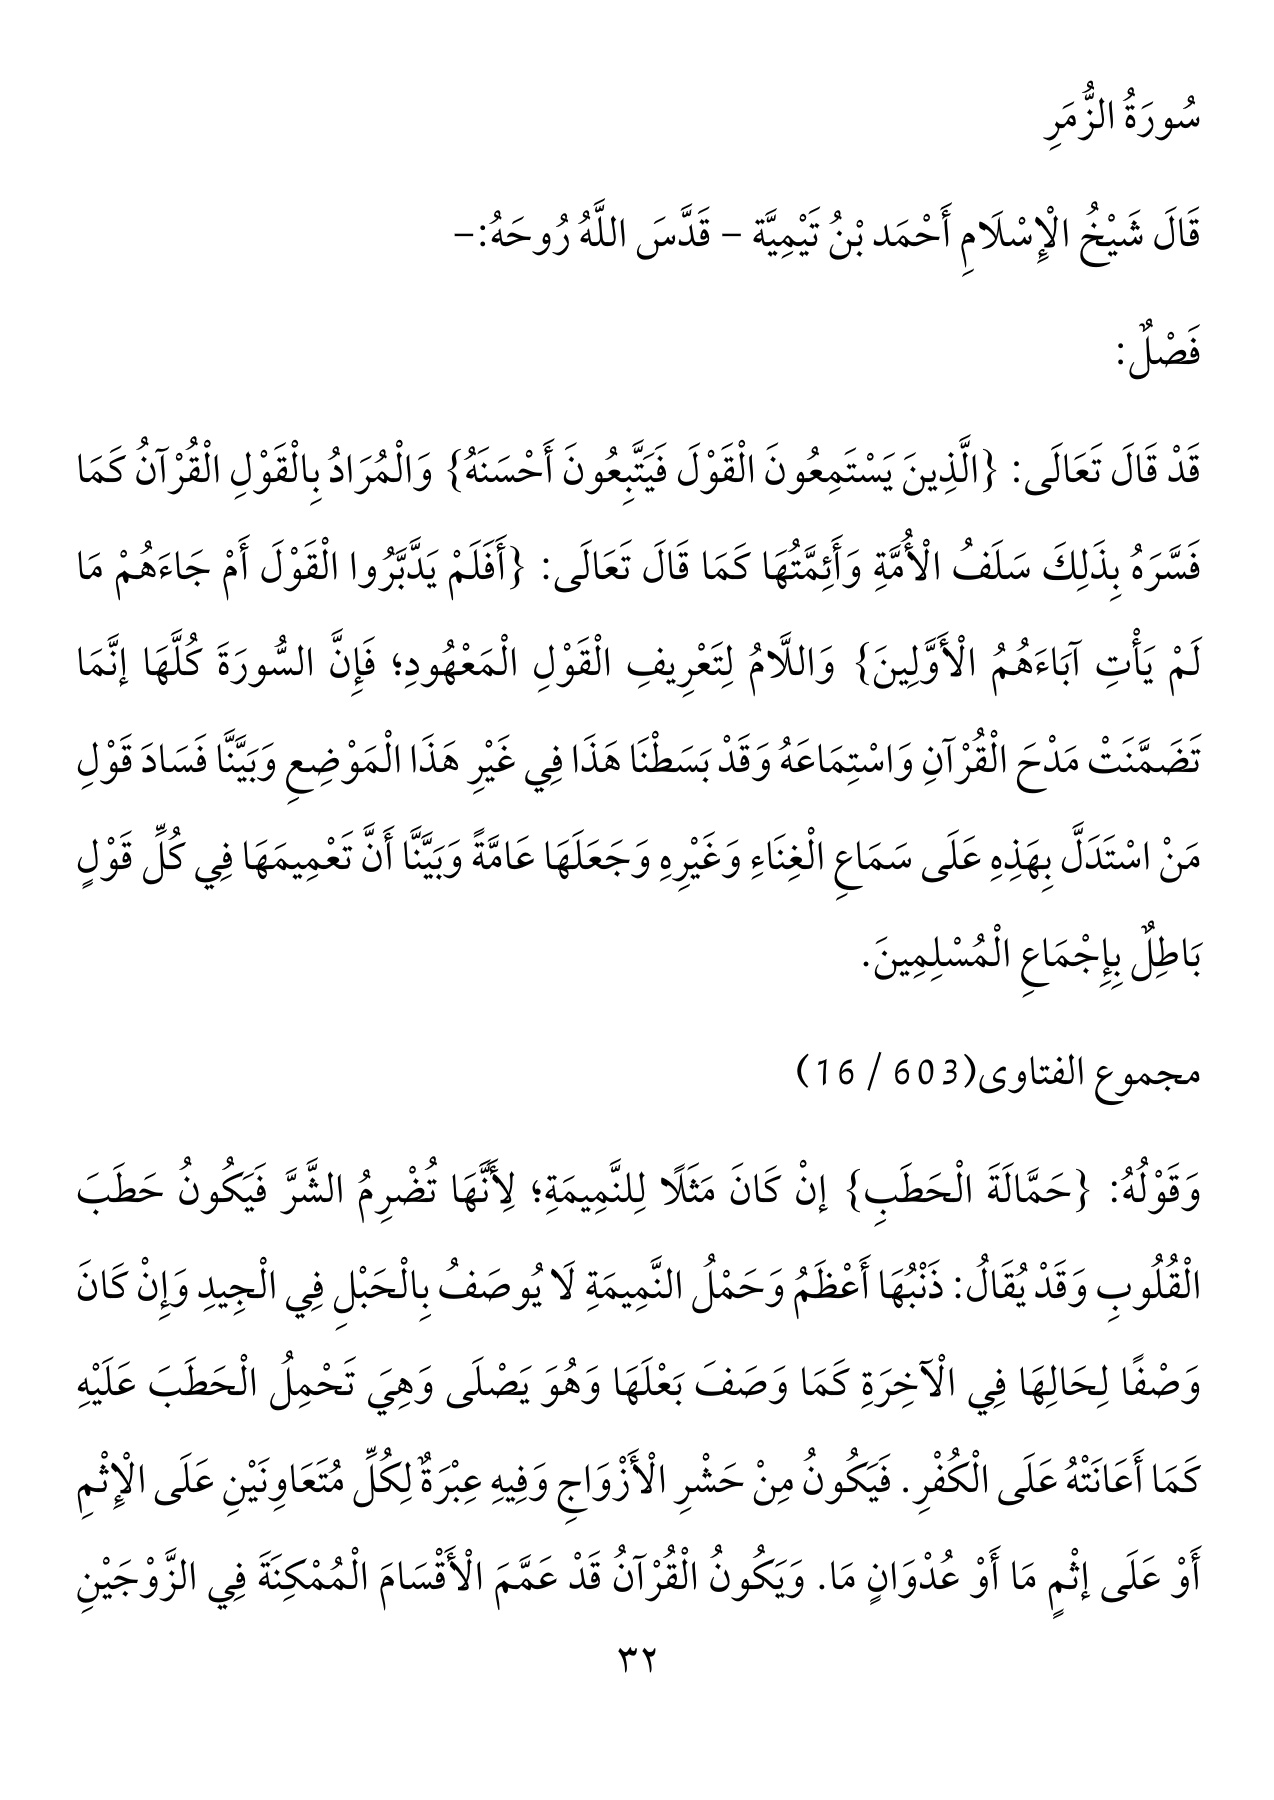 سُورَةُ الزُّمَرِ
قَالَ شَيْخُ الْإِسْلَامِ أَحْمَد بْنُ تَيْمِيَّة – قَدَّسَ اللَّهُ رُوحَهُ:–
فَصْلٌ:
قَدْ قَالَ تَعَالَى: {الَّذِينَ يَسْتَمِعُونَ الْقَوْلَ فَيَتَّبِعُونَ أَحْسَنَهُ} وَالْمُرَادُ بِالْقَوْلِ الْقُرْآنُ كَمَا
فَسَّرَهُ بِذَلِكَ سَلَفُ الْأُمَّةِ وَأَئِمَّتُهَا كَمَا قَالَ تَعَالَى: {أَفَلَمْ يَدَّبَّرُوا الْقَوْلَ أَمْ جَاءَهُمْ مَا
لَمْ يَأْتِ آبَاءَهُمُ الْأَوَّلِينَ} وَاللَّامُ لِتَعْرِيفِ الْقَوْلِ الْمَعْهُودِ؛ فَإِنَّ السُّورَةَ كُلَّهَا إنَّمَا
تَضَمَّنَتْ مَدْحَ الْقُرْآنِ وَاسْتِمَاعَهُ وَقَدْ بَسَطْنَا هَذَا فِي غَيْرِ هَذَا الْمَوْضِعِ وَبَيَّنَّا فَسَادَ قَوْلِ
مَنْ اسْتَدَلَّ بِهَذِهِ عَلَى سَمَاعِ الْغِنَاءِ وَغَيْرِهِ وَجَعَلَهَا عَامَّةً وَبَيَّنَّا أَنَّ تَعْمِيمَهَا فِي كُلِّ قَوْلٍ
بَاطِلٌ بِإِجْمَاعِ الْمُسْلِمِينَ.
مجموع الفتاوى(603 / 16)
وَقَوْلُهُ: {حَمَّالَةَ الْحَطَبِ} إنْ كَانَ مَثَلًا لِلنَّمِيمَةِ؛ لِأَنَّهَا تُضْرِمُ الشَّرَّ فَيَكُونُ حَطَبَ
الْقُلُوبِ وَقَدْ يُقَالُ: ذَنْبُهَا أَعْظَمُ وَحَمْلُ النَّمِيمَةِ لَا يُوصَفُ بِالْحَبْلِ فِي الْجِيدِ وَإِنْ كَانَ
وَصْفًا لِحَالِهَا فِي الْآخِرَةِ كَمَا وَصَفَ بَعْلَهَا وَهُوَ يَصْلَى وَهِيَ تَحْمِلُ الْحَطَبَ عَلَيْهِ
كَمَا أَعَانَتْهُ عَلَى الْكُفْرِ. فَيَكُونُ مِنْ حَشْرِ الْأَزْوَاجِ وَفِيهِ عِبْرَةٌ لِكُلِّ مُتَعَاوِنَيْنِ عَلَى الْإِثْمِ
أَوْ عَلَى إثْمٍ مَا أَوْ عُدْوَانٍ مَا. وَيَكُونُ الْقُرْآنُ قَدْ عَمَّمَ الْأَقْسَامَ الْمُمْكِنَةَ فِي الزَّوْجَيْنِ
٣٢